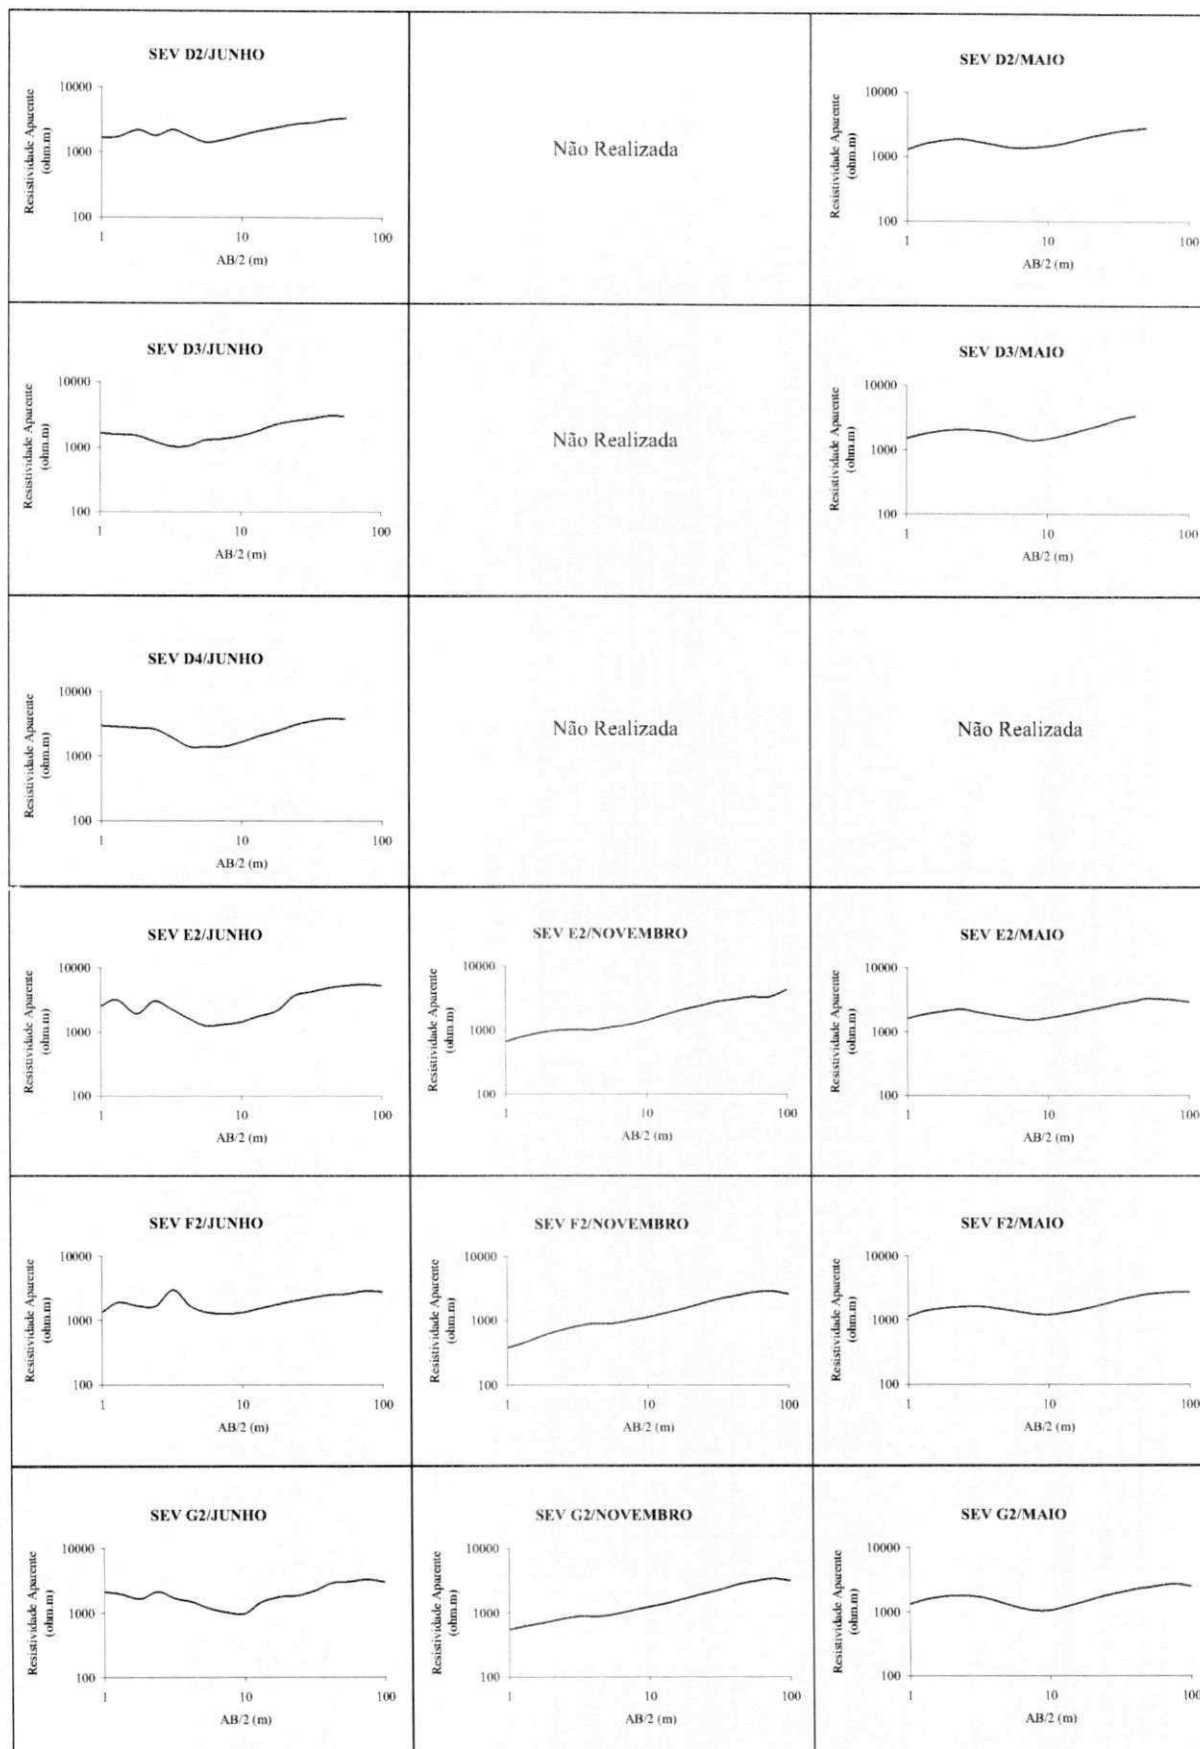 SEV D2/JUNHO
Resistividade Aparente
(ohm.m)
10000
1000
100
1
10
100
AB/2 (m)
Não Realizada
SEV D2/MAIO
Resistividade Aparente
(ohm.m)
10000
1000
100
1
10
100
AB/2 (m)
SEV D3/JUNHO
Resistividade Aparente
(ohm.m)
10000
1000
100
1
10
100
AB/2 (m)
Não Realizada
SEV D3/MAIO
Resistividade Aparente
(ohm.m)
10000
1000
100
1
10
100
AB/2 (m)
SEV D4/JUNHO
Resistividade Aparente
(ohm.m)
10000
1000
100
1
10
100
AB/2 (m)
Não Realizada
Não Realizada
SEV E2/JUNHO
Resistividade Aparente
(ohm.m)
10000
1000
100
1
10
100
AB/2 (m)
SEV E2/NOVEMBRO
Resistividade Aparente
(ohm.m)
10000
1000
100
1
10
100
AB/2 (m)
SEV E2/MAIO
Resistividade Aparente
(ohm.m)
10000
1000
100
1
10
100
AB/2 (m)
SEV F2/JUNHO
Resistividade Aparente
(ohm.m)
10000
1000
100
1
10
100
AB/2 (m)
SEV F2/NOVEMBRO
Resistividade Aparente
(ohm.m)
10000
1000
100
1
10
100
AB/2 (m)
SEV F2/MAIO
Resistividade Aparente
(ohm.m)
10000
1000
100
1
10
100
AB/2 (m)
SEV G2/JUNHO
Resistividade Aparente
(ohm.m)
10000
1000
100
1
10
100
AB/2 (m)
SEV G2/NOVEMBRO
Resistividade Aparente
(ohm.m)
10000
1000
100
1
10
100
AB/2 (m)
SEV G2/MAIO
Resistividade Aparente
(ohm.m)
10000
1000
100
1
10
100
AB/2 (m)